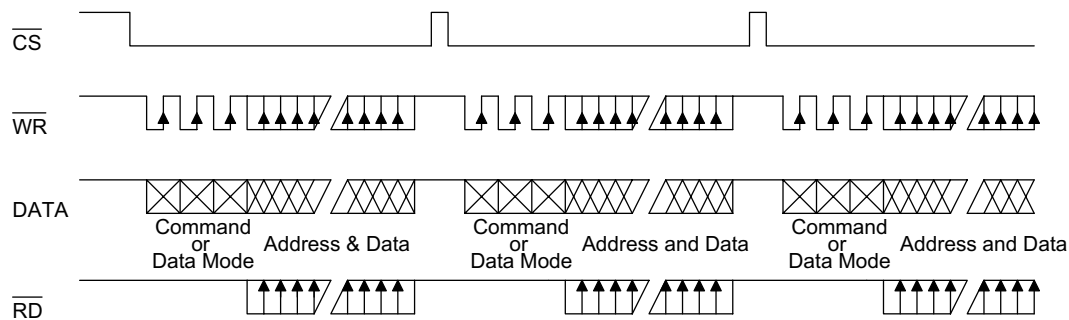 CS
WR
DATA
Command
or
Data Mode
Address & Data
Command
or
Data Mode
Address and Data
Command
or
Data Mode
Address and Data
RD